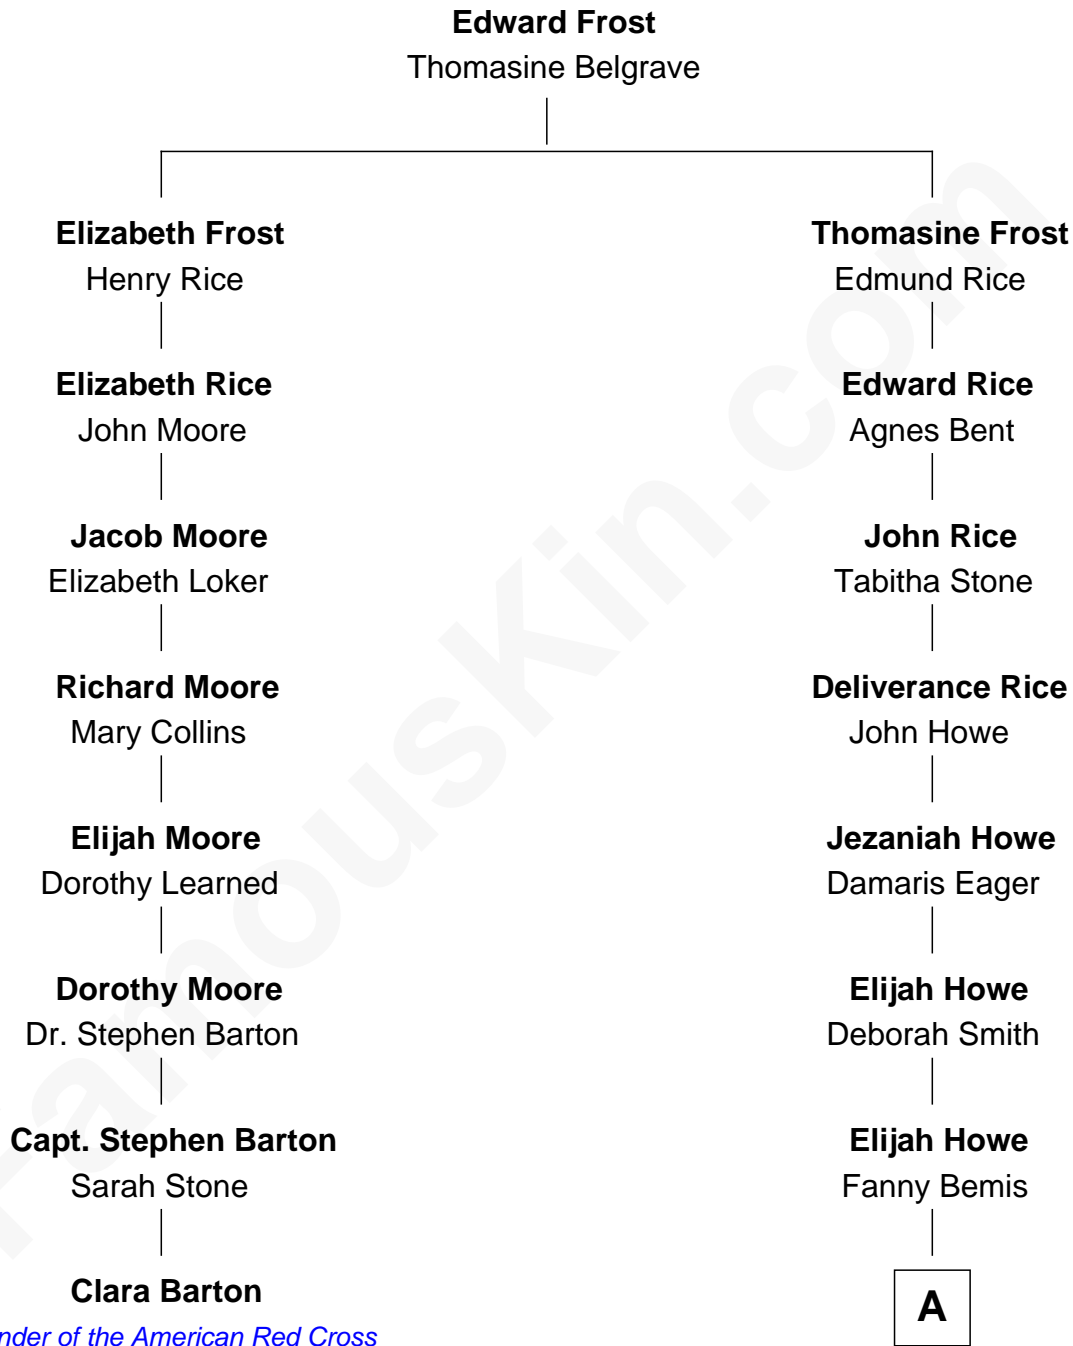 Edward Frost
Thomasine Belgrave
Elizabeth Frost
Henry Rice
Thomasine Frost
Edmund Rice
Elizabeth Rice
John Moore
Edward Rice
Agnes Bent
Jacob Moore
Elizabeth Loker
John Rice
Tabitha Stone
Richard Moore
Mary Collins
Deliverance Rice
John Howe
Elijah Moore
Dorothy Learned
Jezaniah Howe
Damaris Eager
Dorothy Moore
Dr. Stephen Barton
Elijah Howe
Deborah Smith
Capt. Stephen Barton
Sarah Stone
Elijah Howe
Fanny Bemis
Clara Barton
nder of the American Red Cross
A
FamousKin.com